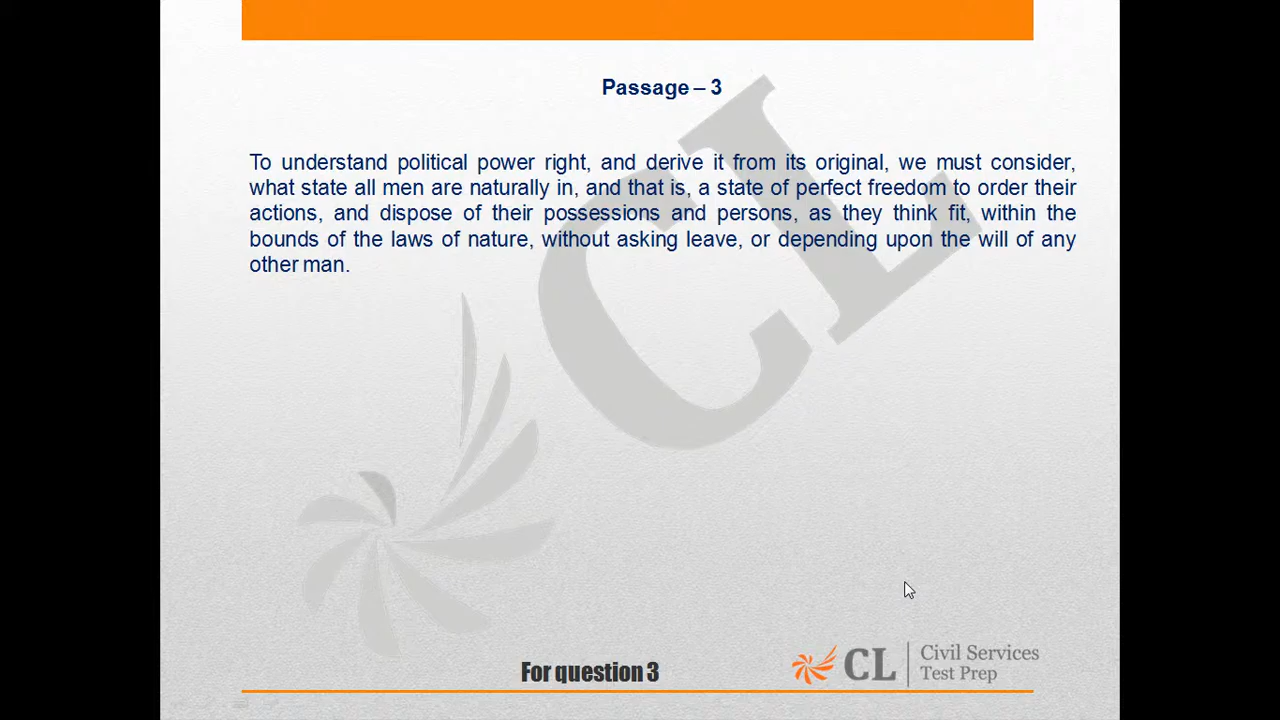 Passage – 3
To understand political power right, and derive it from its original, we must consider,
what state all men are naturally in, and that is, a state of perfect freedom to order their
actions, and dispose of their possessions and persons, as they think fit, within the
bounds of the laws of nature, without asking leave, or depending upon the will of any
other man.
CL
For question 3
CL
Civil Services
Test Prep